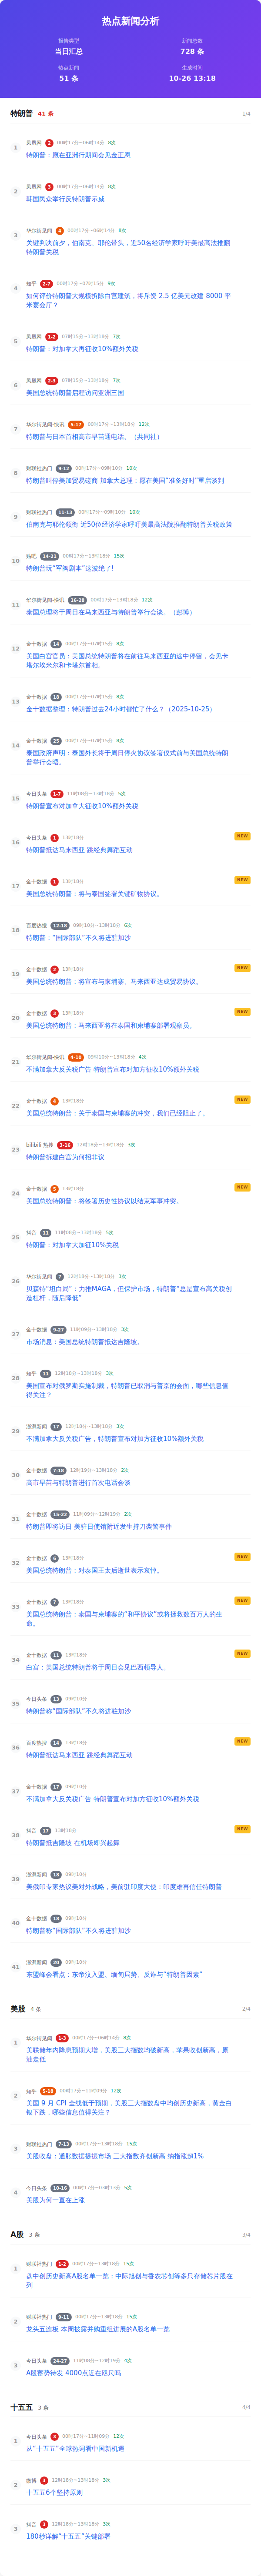 热点新闻分析
报告类型
当日汇总
新闻总数
728 条
热点新闻
51 条
生成时间
10-26 13:18
特朗普 41 条 1/4
1 凤凰网 2 00时17分~06时14分 8次
特朗普：愿在亚洲行期间会见金正恩
2 凤凰网 3 00时17分~06时14分 8次
韩国民众举行反特朗普示威
3 华尔街见闻 4 00时17分~06时14分 8次
关键判决前夕，伯南克、耶伦带头，近50名经济学家呼吁美最高法推翻
特朗普关税
4 知乎 2-7 00时17分~07时15分 9次
如何评价特朗普大规模拆除白宫建筑，将斥资 2.5 亿美元改建 8000 平
米宴会厅？
5 凤凰网 1-2 07时15分~13时18分 7次
特朗普：对加拿大再征收10%额外关税
6 凤凰网 2-3 07时15分~13时18分 7次
美国总统特朗普启程访问亚洲三国
7 华尔街见闻-快讯 5-17 00时17分~13时18分 12次
特朗普与日本首相高市早苗通电话。（共同社）
8 财联社热门 9-12 00时17分~09时10分 10次
特朗普叫停美加贸易磋商 加拿大总理：愿在美国“准备好时”重启谈判
9 财联社热门 11-13 00时17分~09时10分 10次
伯南克与耶伦领衔 近50位经济学家呼吁美最高法院推翻特朗普关税政策
10 贴吧 14-21 00时17分~13时18分 15次
特朗普玩“军阀剧本”这波绝了!
11 华尔街见闻-快讯 16-28 00时17分~13时18分 12次
泰国总理将于周日在马来西亚与特朗普举行会谈。（彭博）
12 金十数据 14 00时17分~07时15分 8次
美国白宫官员：美国总统特朗普将在前往马来西亚的途中停留，会见卡
塔尔埃米尔和卡塔尔首相。
13 金十数据 19 00时17分~07时15分 8次
金十数据整理：特朗普过去24小时都忙了什么？（2025-10-25）
14 金十数据 25 00时17分~07时15分 8次
泰国政府声明：泰国外长将于周日停火协议签署仪式前与美国总统特朗
普举行会晤。
15 今日头条 1-7 11时08分~13时18分 5次
特朗普宣布对加拿大征收10%额外关税
16 今日头条 1 13时18分 NEW
特朗普抵达马来西亚 跳经典舞蹈互动
17 金十数据 1 13时18分 NEW
美国总统特朗普：将与泰国签署关键矿物协议。
18 百度热搜 12-18 09时10分~13时18分 6次
特朗普：“国际部队”不久将进驻加沙
19 金十数据 2 13时18分 NEW
美国总统特朗普：将宣布与柬埔寨、马来西亚达成贸易协议。
20 金十数据 3 13时18分 NEW
美国总统特朗普：马来西亚将在泰国和柬埔寨部署观察员。
21 华尔街见闻-快讯 4-10 09时10分~13时18分 4次
不满加拿大反关税广告 特朗普宣布对加方征收10%额外关税
22 金十数据 4 13时18分 NEW
美国总统特朗普：关于泰国与柬埔寨的冲突，我们已经阻止了。
23 bilibili 热搜 3-16 12时18分~13时18分 3次
特朗普拆建白宫为何招非议
24 金十数据 5 13时18分 NEW
美国总统特朗普：将签署历史性协议以结束军事冲突。
25 抖音 11 11时08分~13时18分 5次
特朗普：对加拿大加征10%关税
26 华尔街见闻 7 12时18分~13时18分 3次
贝森特“坦白局”：力推MAGA，但保护市场，特朗普“总是宣布高关税创
造杠杆，随后降低”
27 金十数据 9-27 11时09分~13时18分 3次
市场消息：美国总统特朗普抵达吉隆坡。
28 知乎 11 12时18分~13时18分 3次
美国宣布对俄罗斯实施制裁，特朗普已取消与普京的会面，哪些信息值
得关注？
29 澎湃新闻 17 12时18分~13时18分 3次
不满加拿大反关税广告，特朗普宣布对加方征收10%额外关税
30 金十数据 7-18 12时19分~13时18分 2次
高市早苗与特朗普进行首次电话会谈
31 金十数据 15-22 11时09分~12时19分 2次
特朗普即将访日 美驻日使馆附近发生持刀袭警事件
32 金十数据 6 13时18分 NEW
美国总统特朗普：对泰国王太后逝世表示哀悼。
33 金十数据 7 13时18分 NEW
美国总统特朗普：泰国与柬埔寨的“和平协议”或将拯救数百万人的生
命。
34 金十数据 11 13时18分 NEW
白宫：美国总统特朗普将于周日会见巴西领导人。
35 今日头条 13 09时10分
特朗普称“国际部队”不久将进驻加沙
36 百度热搜 14 13时18分 NEW
特朗普抵达马来西亚 跳经典舞蹈互动
37 金十数据 17 09时10分
不满加拿大反关税广告 特朗普宣布对加方征收10%额外关税
38 抖音 17 13时18分 NEW
特朗普抵吉隆坡 在机场即兴起舞
39 澎湃新闻 18 09时10分
美俄印专家热议美对外战略，美前驻印度大使：印度难再信任特朗普
40 金十数据 19 09时10分
特朗普称“国际部队”不久将进驻加沙
41 澎湃新闻 20 09时10分
东盟峰会看点：东帝汶入盟、缅甸局势、反诈与“特朗普因素”
美股 4 条 2/4
1 华尔街见闻 1-3 00时17分~06时14分 8次
美联储年内降息预期大增，美股三大指数均破新高，苹果收创新高，原
油走低
2 知乎 5-10 00时17分~11时09分 12次
美国 9 月 CPI 全线低于预期，美股三大指数盘中均创历史新高，黄金白
银下跌，哪些信息值得关注？
3 财联社热门 7-13 00时17分~13时18分 15次
美股收盘：通胀数据提振市场 三大指数齐创新高 纳指涨超1%
4 今日头条 10-16 00时17分~03时13分 5次
美股为何一直在上涨
A股 3 条 3/4
1 财联社热门 1-2 00时17分~13时18分 15次
盘中创历史新高A股名单一览：中际旭创与香农芯创等多只存储芯片股在
列
2 财联社热门 9-11 00时17分~13时18分 15次
龙头五连板 本周披露并购重组进展的A股名单一览
3 今日头条 24-27 11时08分~12时19分 4次
A股蓄势待发 4000点近在咫尺吗
十五五 3 条 4/4
1 今日头条 3 00时17分~11时09分 12次
从“十五五”全球热词看中国新机遇
2 微博 3 12时18分~13时18分 3次
十五五6个坚持原则
3 抖音 3 12时18分~13时18分 3次
180秒详解“十五五”关键部署